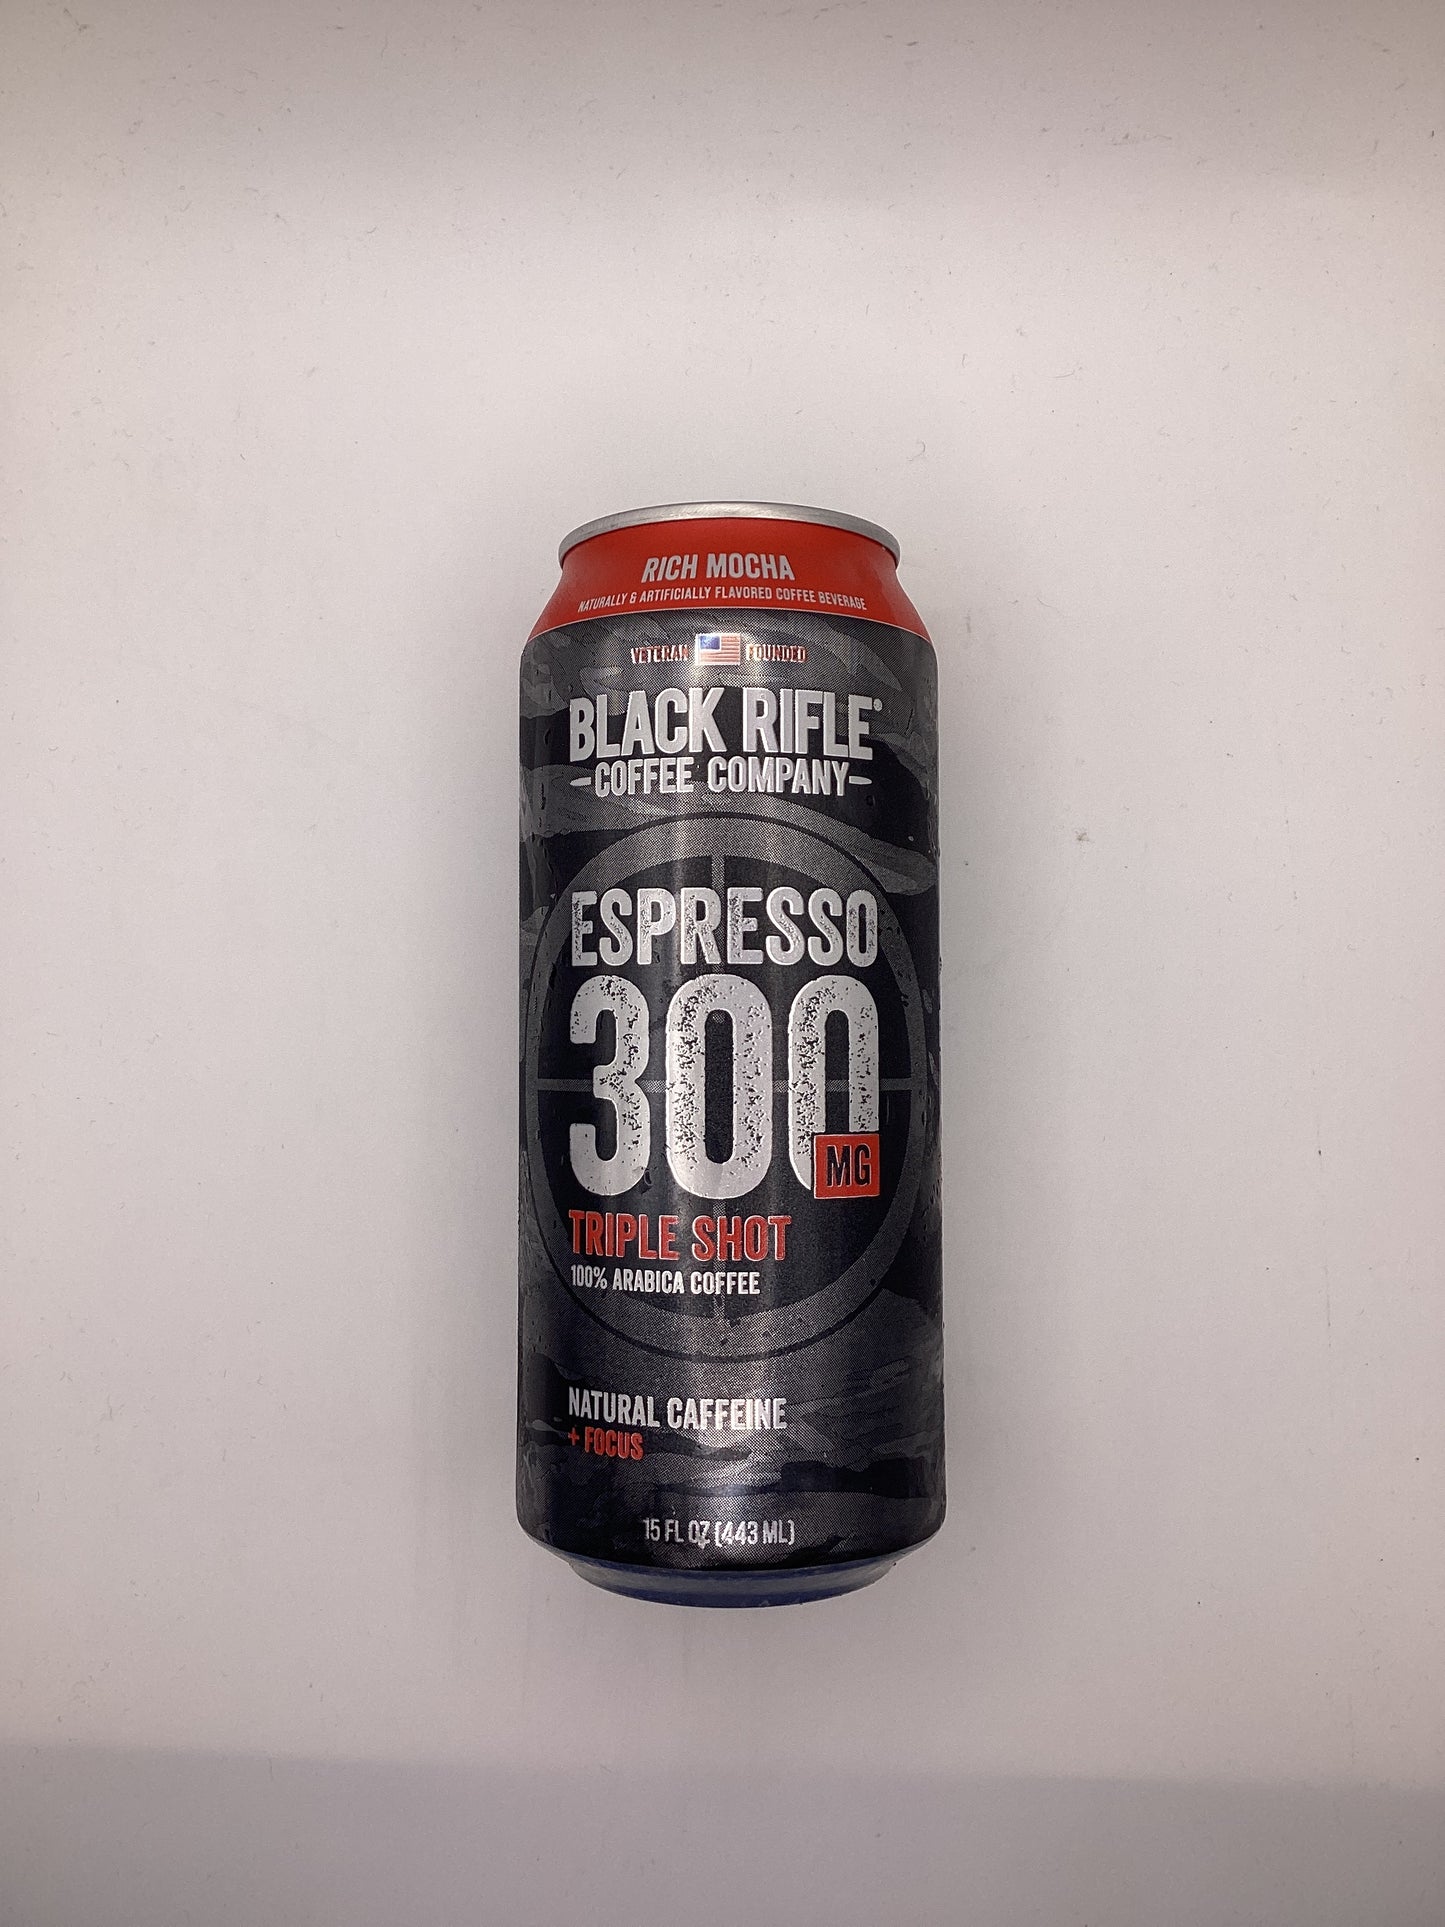 RICH MOCHA
NATURALLY & ARTIFICIALLY FLAVORED COFFEE BEVERAGE
VETERAN FOUNDED
BLACK RIFLE®
-COFFEE COMPANY-
ESPRESSO
300
MG
TRIPLE SHOT
100% ARABICA COFFEE
NATURAL CAFFEINE
+ FOCUS
15 FL OZ (443 ML)